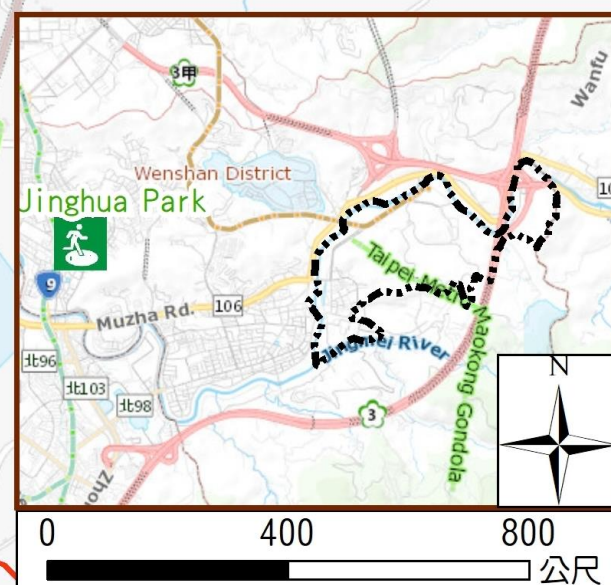 3甲
Wanfu
Wenshan District
10
Jinghua Park
Taipei Metro
9
106
Muzha Rd.
Jingmei River
Maokong Gondola
北96
北103
北98
3
N
0 400 800
公尺